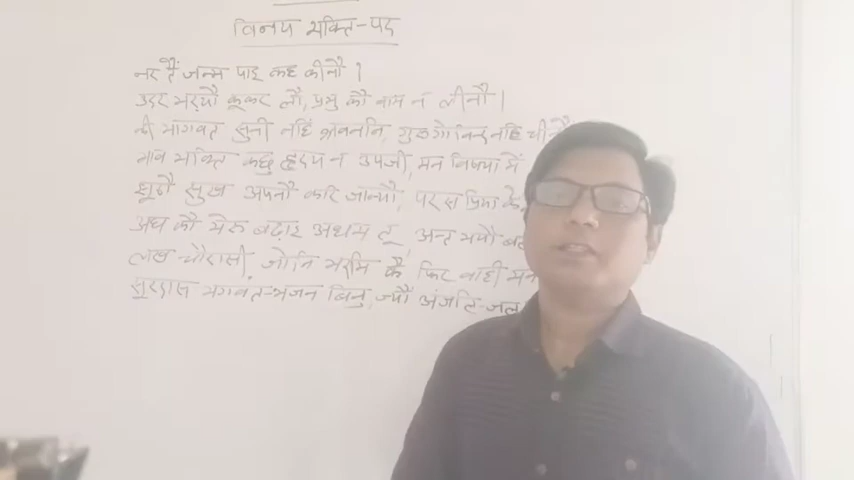 विनय भक्ति-पद
नर तैं जन्म पाइ कह कीनौ ।
उदर भर्यौ कूकर लौं, प्रभु कौ नाम न लीनौ ।
श्री भागवत सुनी नहिं श्रवननि, गुरु गोविन्द नहिं चीनौ
भाव भक्ति कछु हृदय न उपजी, मन विषया में
झूठौ सुख अपनौ करि जान्यौ, परस प्रिया कै
अघ कौ मेरु बढ़ाइ अधम तू, अन्त भयौ
लख चौरासी, जोनि भरमि कै फिरि वाही मन
सूरदास भगवत-भजन बिनु, ज्यौं अंजलि-जल